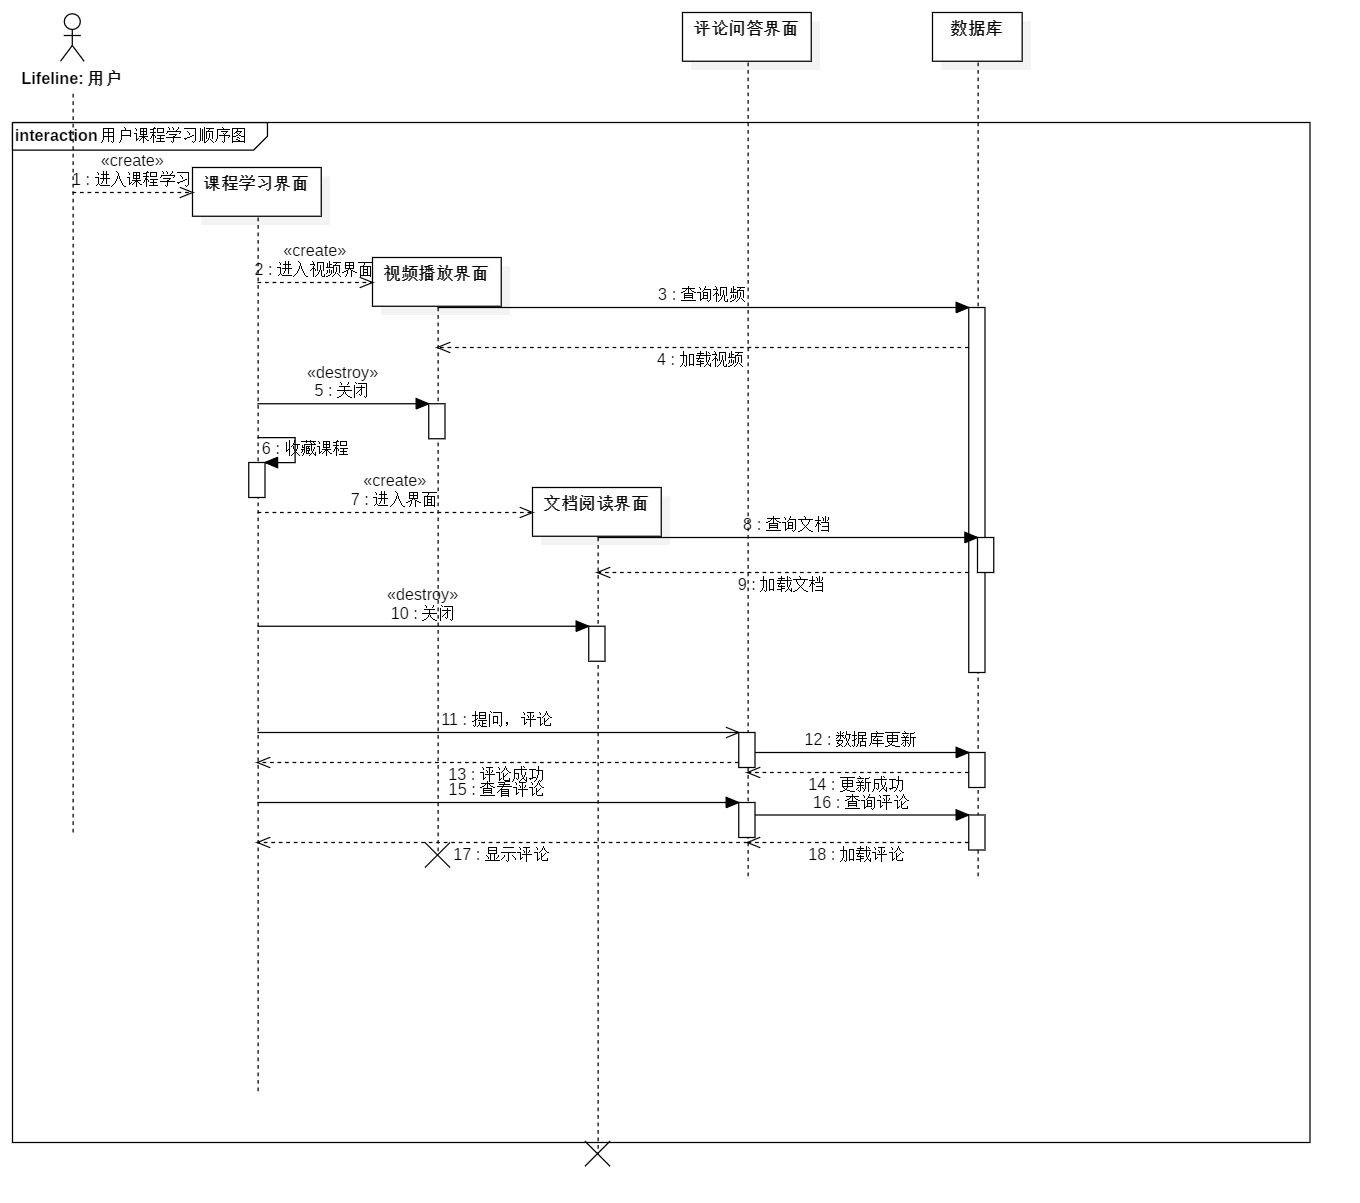 评论问答界面
数据库
Lifeline: 用户
interaction 用户课程学习顺序图
«create»
1 : 进入课程学习
课程学习界面
«create»
2 : 进入视频界面
视频播放界面
3 : 查询视频
4 : 加载视频
«destroy»
5 : 关闭
6 : 收藏课程
«create»
7 : 进入界面
文档阅读界面
8 : 查询文档
9 : 加载文档
«destroy»
10 : 关闭
11 : 提问，评论
12 : 数据库更新
13 : 评论成功
14 : 更新成功
15 : 查看评论
16 : 查询评论
17 : 显示评论
18 : 加载评论